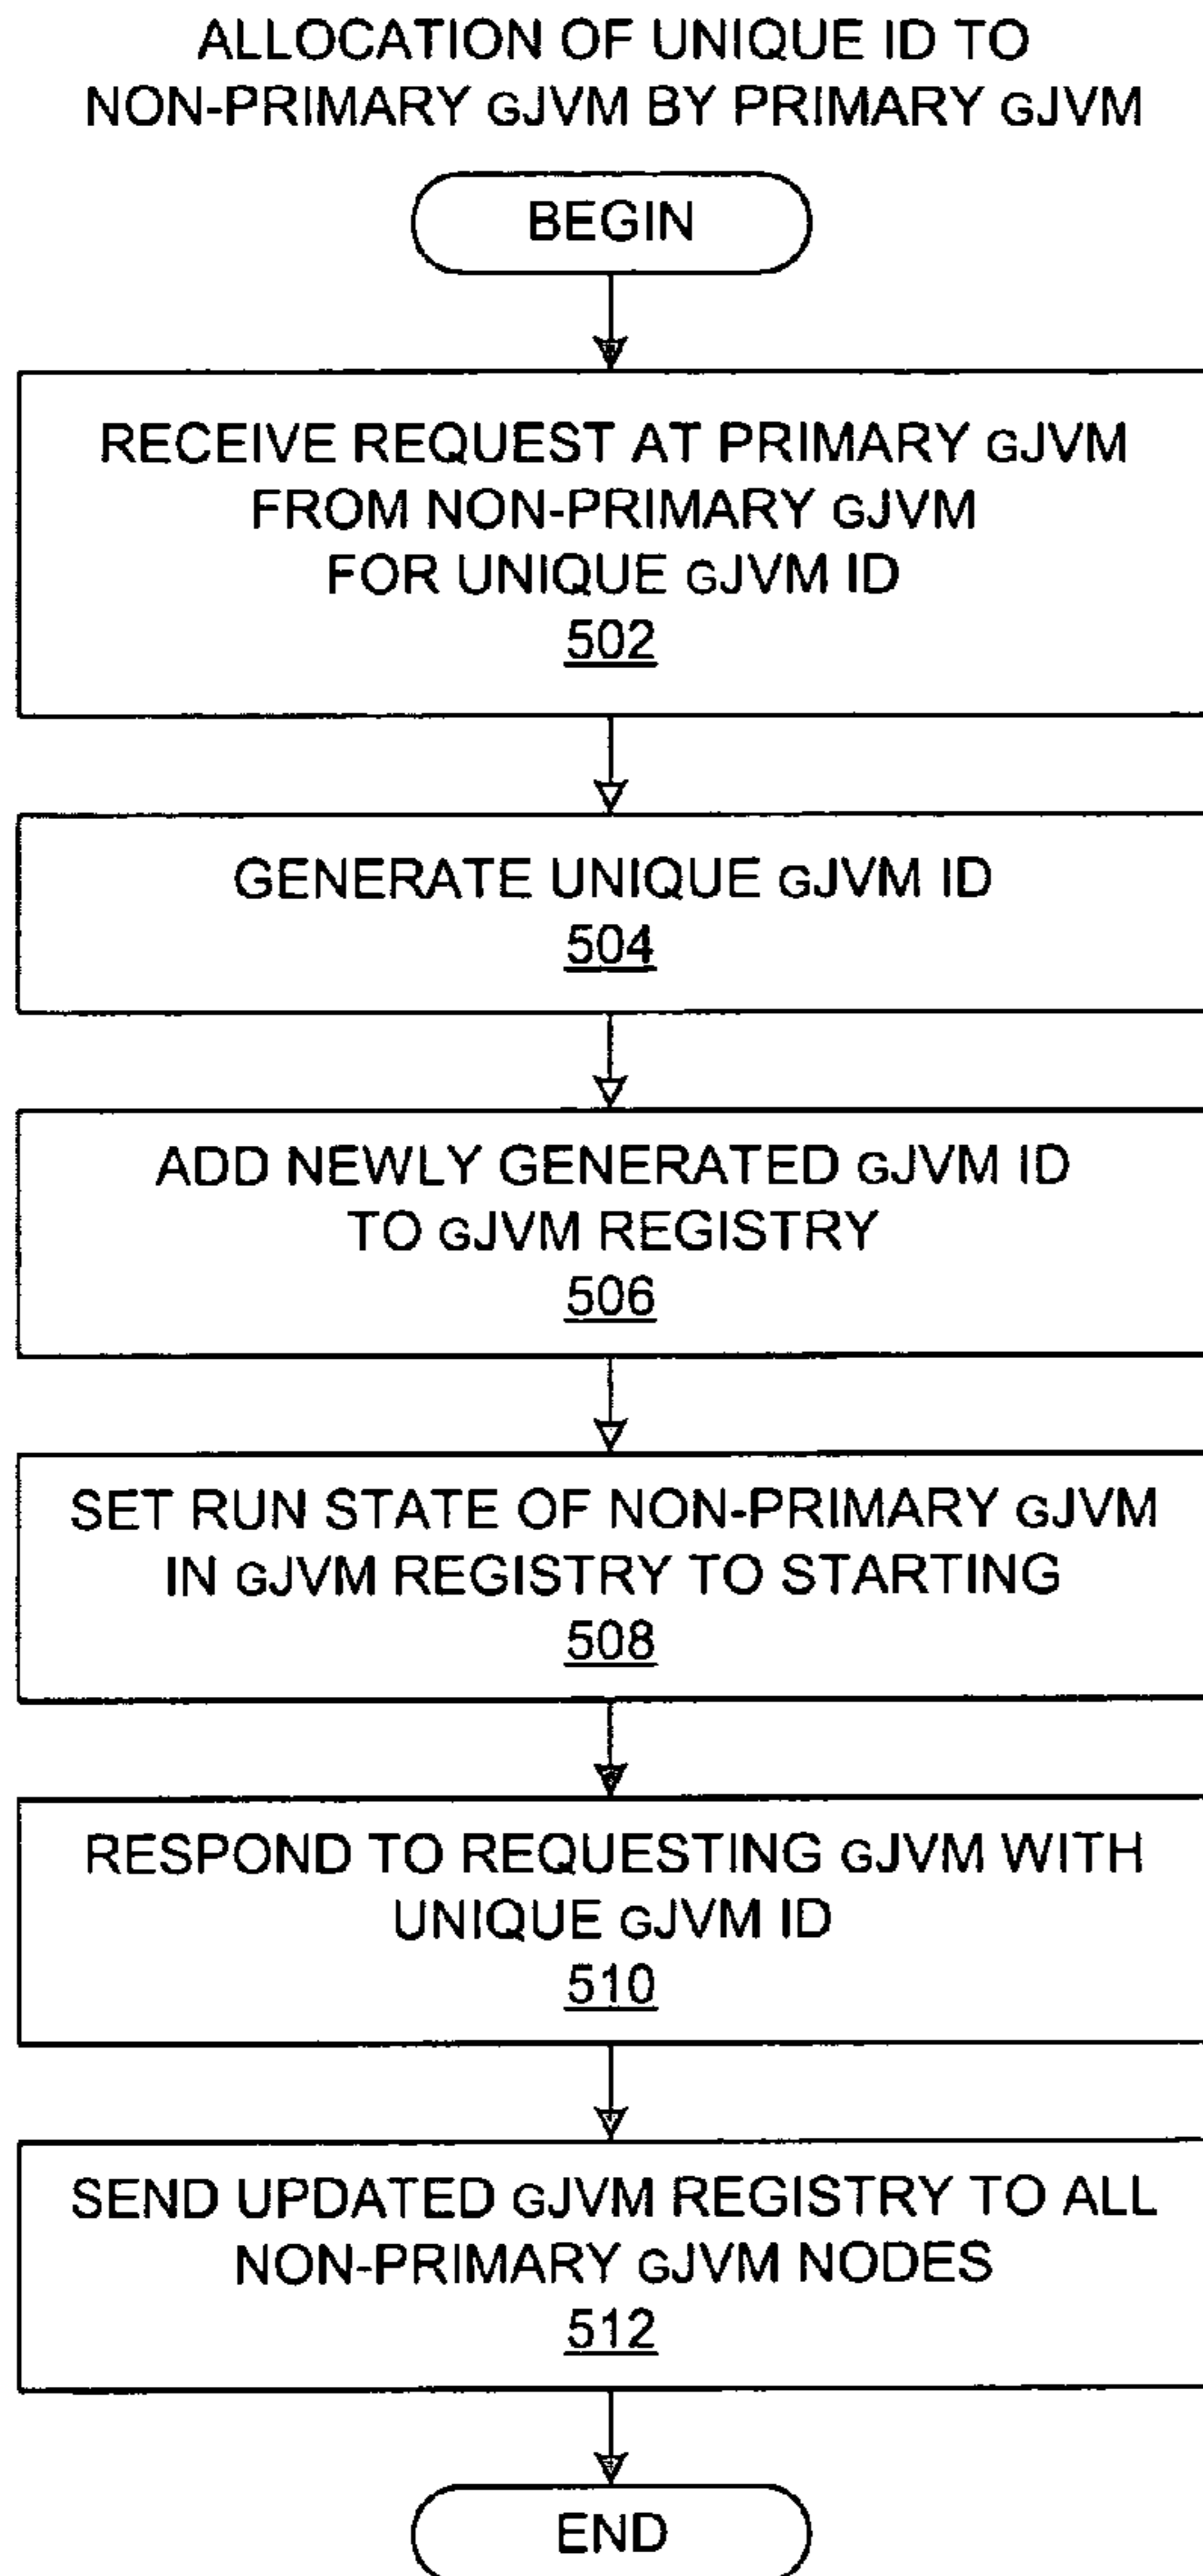 ALLOCATION OF UNIQUE ID TO
NON-PRIMARY GJVM BY PRIMARY GJVM
BEGIN
RECEIVE REQUEST AT PRIMARY GJVM
FROM NON-PRIMARY GJVM
FOR UNIQUE GJVM ID
502
GENERATE UNIQUE GJVM ID
504
ADD NEWLY GENERATED GJVM ID
TO GJVM REGISTRY
506
SET RUN STATE OF NON-PRIMARY GJVM
IN GJVM REGISTRY TO STARTING
508
RESPOND TO REQUESTING GJVM WITH
UNIQUE GJVM ID
510
SEND UPDATED GJVM REGISTRY TO ALL
NON-PRIMARY GJVM NODES
512
END